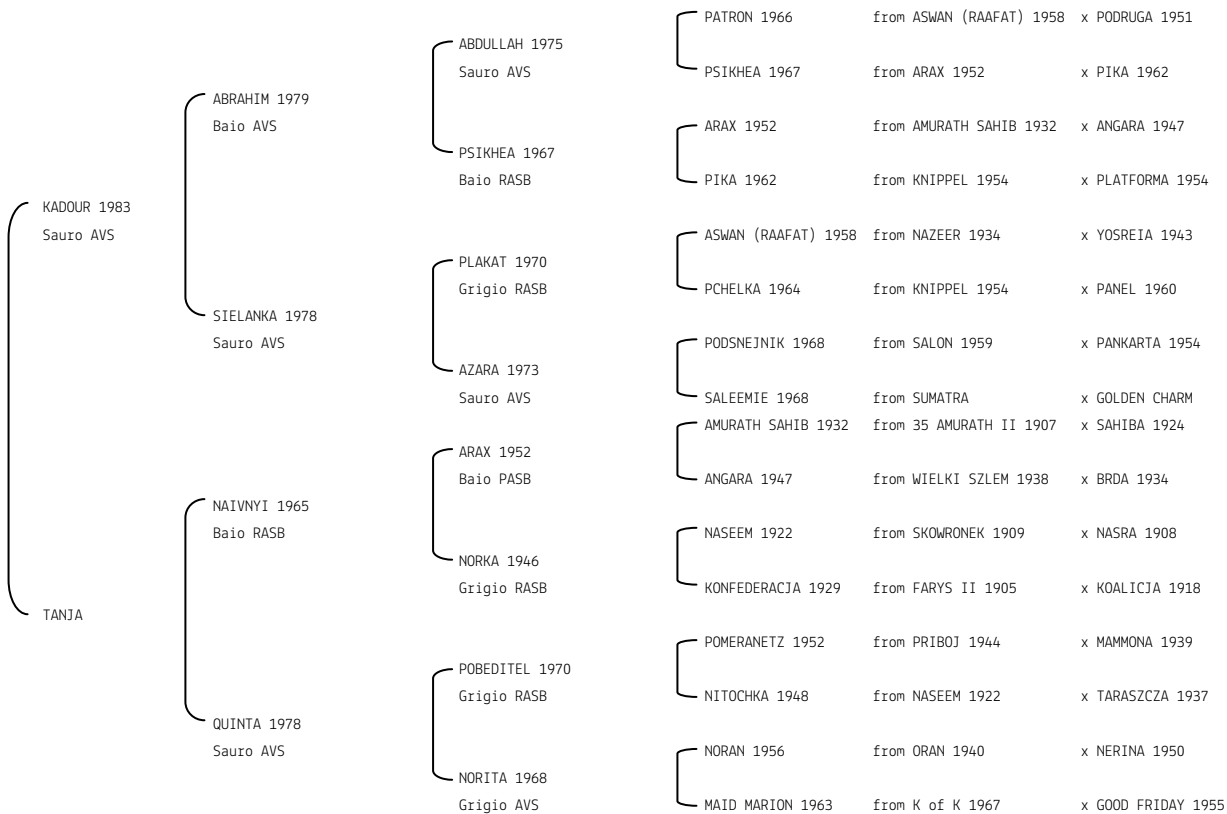 PATRON 1966 from ASWAN (RAAFAT) 1958 x PODRUGA 1951
ABDULLAH 1975
Sauro AVS
PSIKHEA 1967 from ARAX 1952 x PIKA 1962
ABRAHIM 1979
Baio AVS
ARAX 1952 from AMURATH SAHIB 1932 x ANGARA 1947
PSIKHEA 1967
Baio RASB
PIKA 1962 from KNIPPEL 1954 x PLATFORMA 1954
KADOUR 1983
Sauro AVS
ASWAN (RAAFAT) 1958 from NAZEER 1934 x YOSREIA 1943
PLAKAT 1970
Grigio RASB
PCHELKA 1964 from KNIPPEL 1954 x PANEL 1960
SIELANKA 1978
Sauro AVS
PODSNEJNIK 1968 from SALON 1959 x PANKARTA 1954
AZARA 1973
Sauro AVS
SALEEMIE 1968 from SUMATRA x GOLDEN CHARM
AMURATH SAHIB 1932 from 35 AMURATH II 1907 x SAHIBA 1924
ARAX 1952
Baio PASB
ANGARA 1947 from WIELKI SZLEM 1938 x BRDA 1934
NAIVNYI 1965
Baio RASB
NASEEM 1922 from SKOWRONEK 1909 x NASRA 1908
NORKA 1946
Grigio RASB
KONFEDERACJA 1929 from FARYS II 1905 x KOALICJA 1918
TANJA
POMERANETZ 1952 from PRIBOJ 1944 x MAMMONA 1939
POBEDITEL 1970
Grigio RASB
NITOCHKA 1948 from NASEEM 1922 x TARASZCZA 1937
QUINTA 1978
Sauro AVS
NORAN 1956 from ORAN 1940 x NERINA 1950
NORITA 1968
Grigio AVS
MAID MARION 1963 from K of K 1967 x GOOD FRIDAY 1955